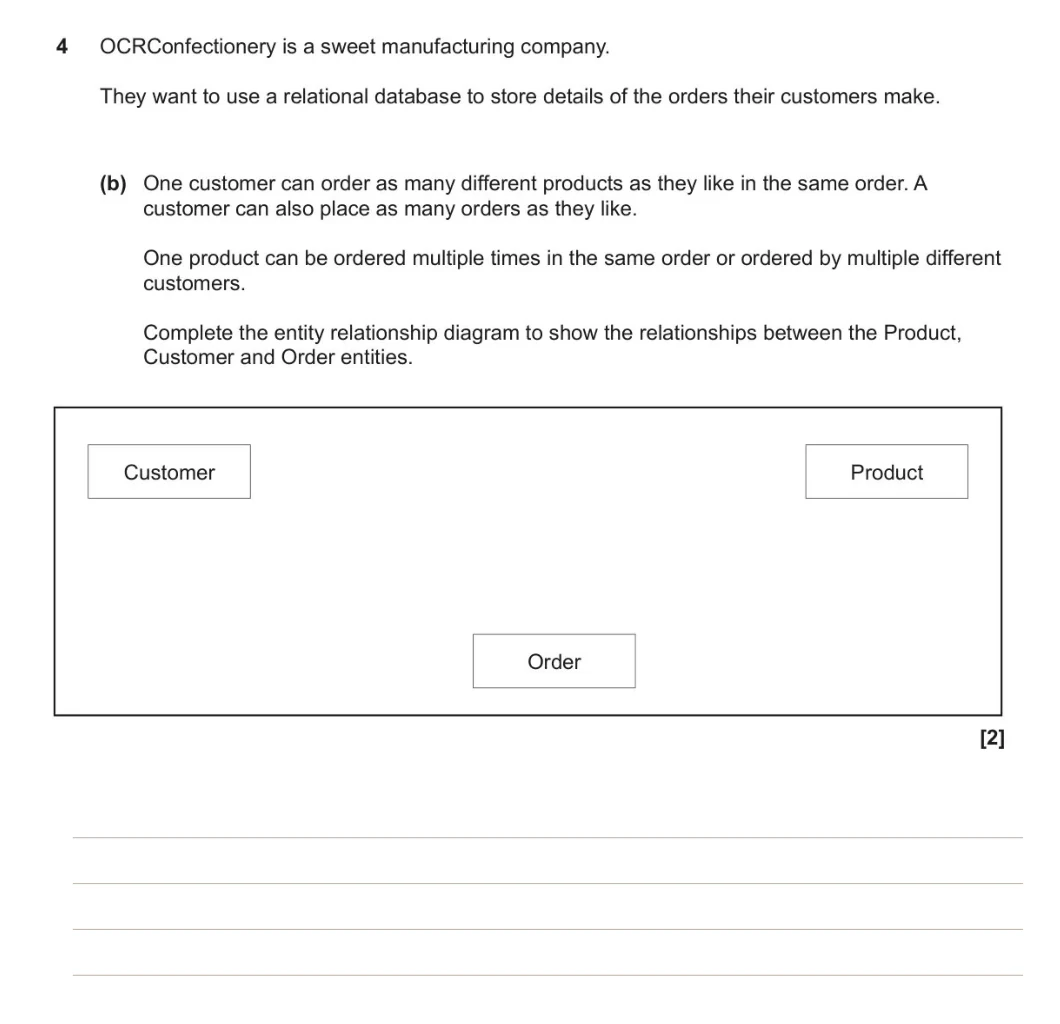 4 OCRConfectionery is a sweet manufacturing company.
They want to use a relational database to store details of the orders their customers make.
(b) One customer can order as many different products as they like in the same order. A
customer can also place as many orders as they like.
One product can be ordered multiple times in the same order or ordered by multiple different
customers.
Complete the entity relationship diagram to show the relationships between the Product,
Customer and Order entities.
Customer
Product
Order
[2]